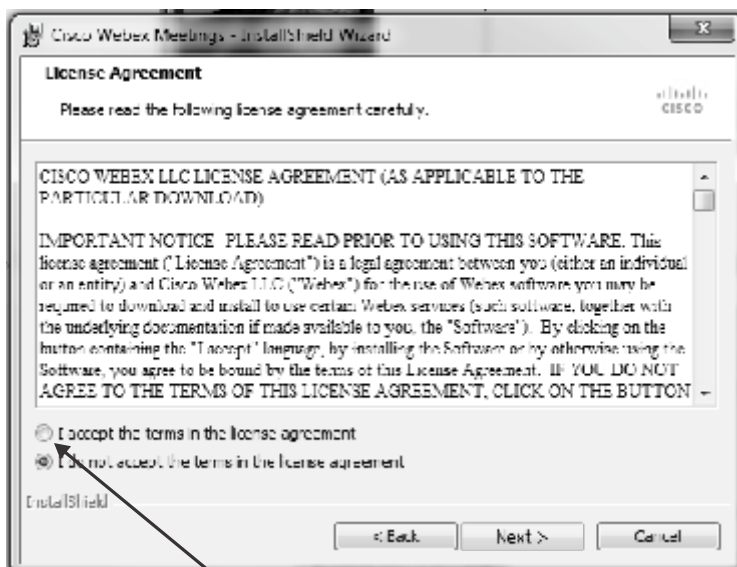 Cisco Webex Meetings - InstallShield Wizard
License Agreement
Please read the following license agreement carefully.
CISCO
CISCO WEBEX LLC LICENSE AGREEMENT (AS APPLICABLE TO THE
PARTICULAR DOWNLOAD)
IMPORTANT NOTICE PLEASE READ PRIOR TO USING THIS SOFTWARE. This
license agreement ("License Agreement") is a legal agreement between you (either an individual
or an entity) and Cisco Webex LLC ("Webex") for the use of Webex software you may be
required to download and install to use certain Webex services (such software, together with
the underlying documentation if made available to you, the "Software"). By clicking on the
button containing the "I accept" language, by installing the Software or by otherwise using the
Software, you agree to be bound by the terms of this License Agreement. IF YOU DO NOT
AGREE TO THE TERMS OF THIS LICENSE AGREEMENT, CLICK ON THE BUTTON
I accept the terms in the license agreement
I do not accept the terms in the license agreement
InstallShield
< Back
Next >
Cancel